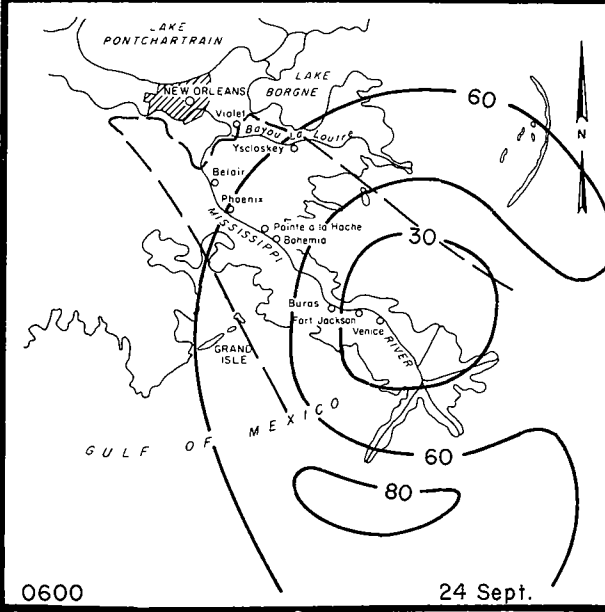 LAKE
PONTCHARTRAIN
NEW ORLEANS
LAKE
BORGNE
60
Violet
Bayou La Loutre
Yscloskey
N
Belair
Phoenix
MISSISSIPPI
Pointe a la Hache
Bohemia
30
Buras
Fort Jackson
Venice
RIVER
GRAND
ISLE
GULF OF MEXICO
60
80
0600
24 Sept.